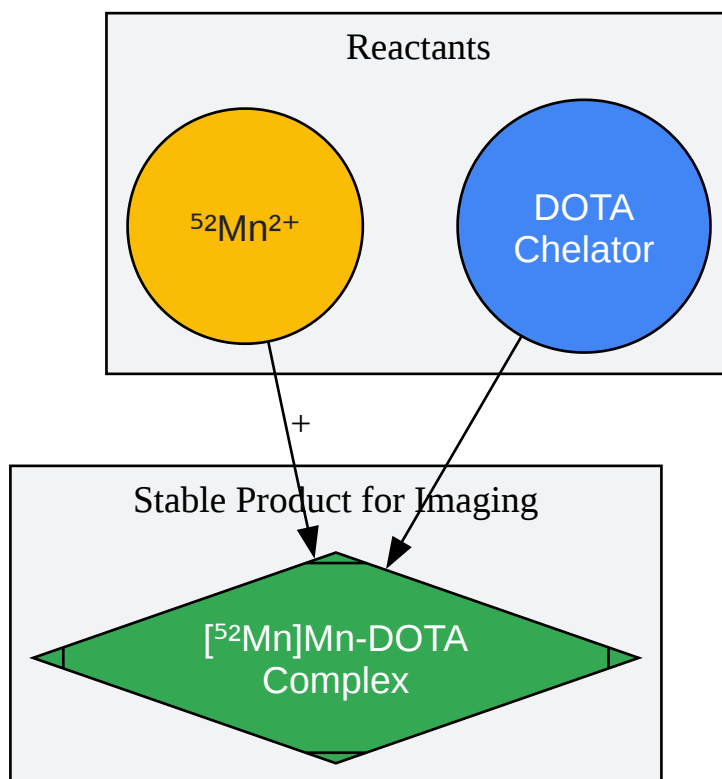 Reactants
⁵²Mn²⁺
DOTA
Chelator
+
Stable Product for Imaging
[⁵²Mn]Mn-DOTA
Complex